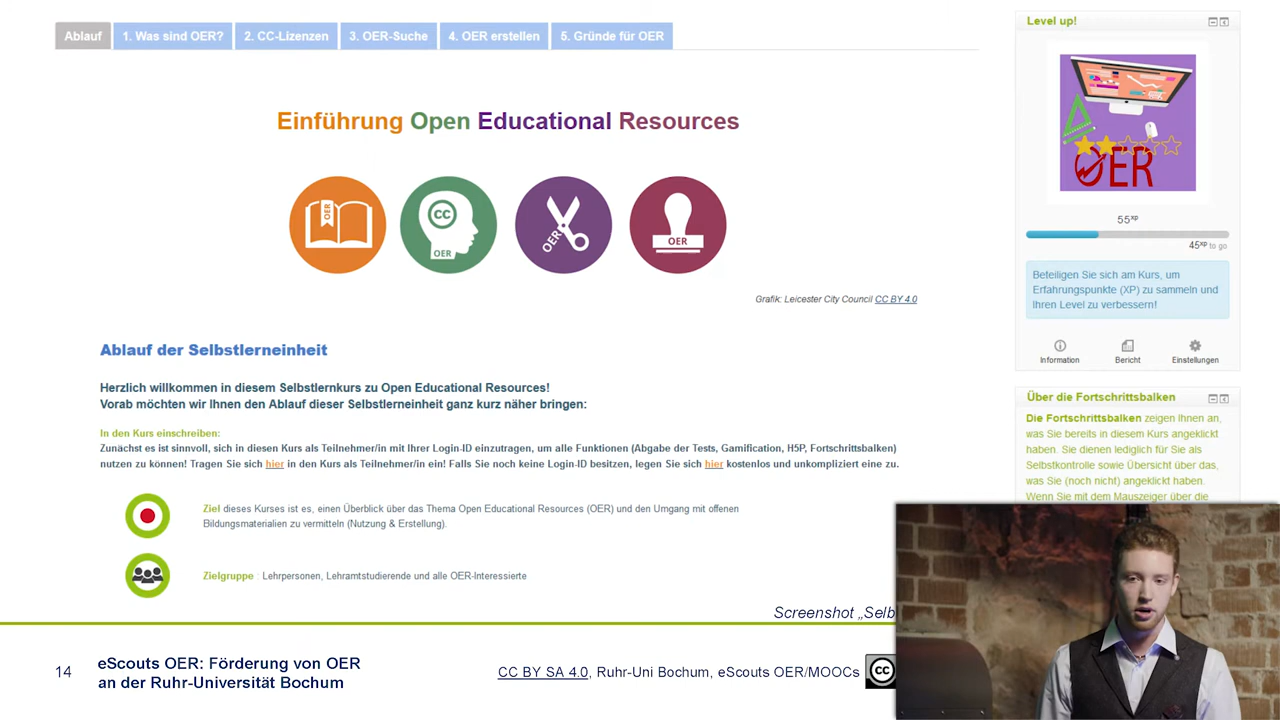 Ablauf
1. Was sind OER?
2. CC-Lizenzen
3. OER-Suche
4. OER erstellen
5. Gründe für OER
Einführung Open Educational Resources
OER
CC
OER
OER
OER
Grafik: Leicester City Council CC BY 4.0
Ablauf der Selbstlerneinheit
Herzlich willkommen in diesem Selbstlernkurs zu Open Educational Resources!
Vorab möchten wir Ihnen den Ablauf dieser Selbstlerneinheit ganz kurz näher bringen:
In den Kurs einschreiben:
Zunächst es ist sinnvoll, sich in diesen Kurs als Teilnehmer/in mit Ihrer Login-ID einzutragen, um alle Funktionen (Abgabe der Tests, Gamification, H5P, Fortschrittsbalken)
nutzen zu können! Tragen Sie sich hier in den Kurs als Teilnehmer/in ein! Falls Sie noch keine Login-ID besitzen, legen Sie sich hier kostenlos und unkompliziert eine zu.
Ziel dieses Kurses ist es, einen Überblick über das Thema Open Educational Resources (OER) und den Umgang mit offenen
Bildungsmaterialien zu vermitteln (Nutzung & Erstellung).
Zielgruppe Lehrpersonen, Lehramtstudierende und alle OER-Interessierte
Level up!
OER
55xp
45xp to go
Beteiligen Sie sich am Kurs, um
Erfahrungspunkte (XP) zu sammeln und
Ihren Level zu verbessern!
Information
Bericht
Einstellungen
Über die Fortschrittsbalken
Die Fortschrittsbalken zeigen Ihnen an,
was Sie bereits in diesem Kurs angeklickt
haben. Sie dienen lediglich für Sie als
Selbstkontrolle sowie Übersicht über das,
was Sie (noch nicht) angeklickt haben.
Wenn Sie mit dem Mauszeiger über die
Screenshot „Selb
14
eScouts OER: Förderung von OER
an der Ruhr-Universität Bochum
CC BY SA 4.0, Ruhr-Uni Bochum, eScouts OER/MOOCs
cc